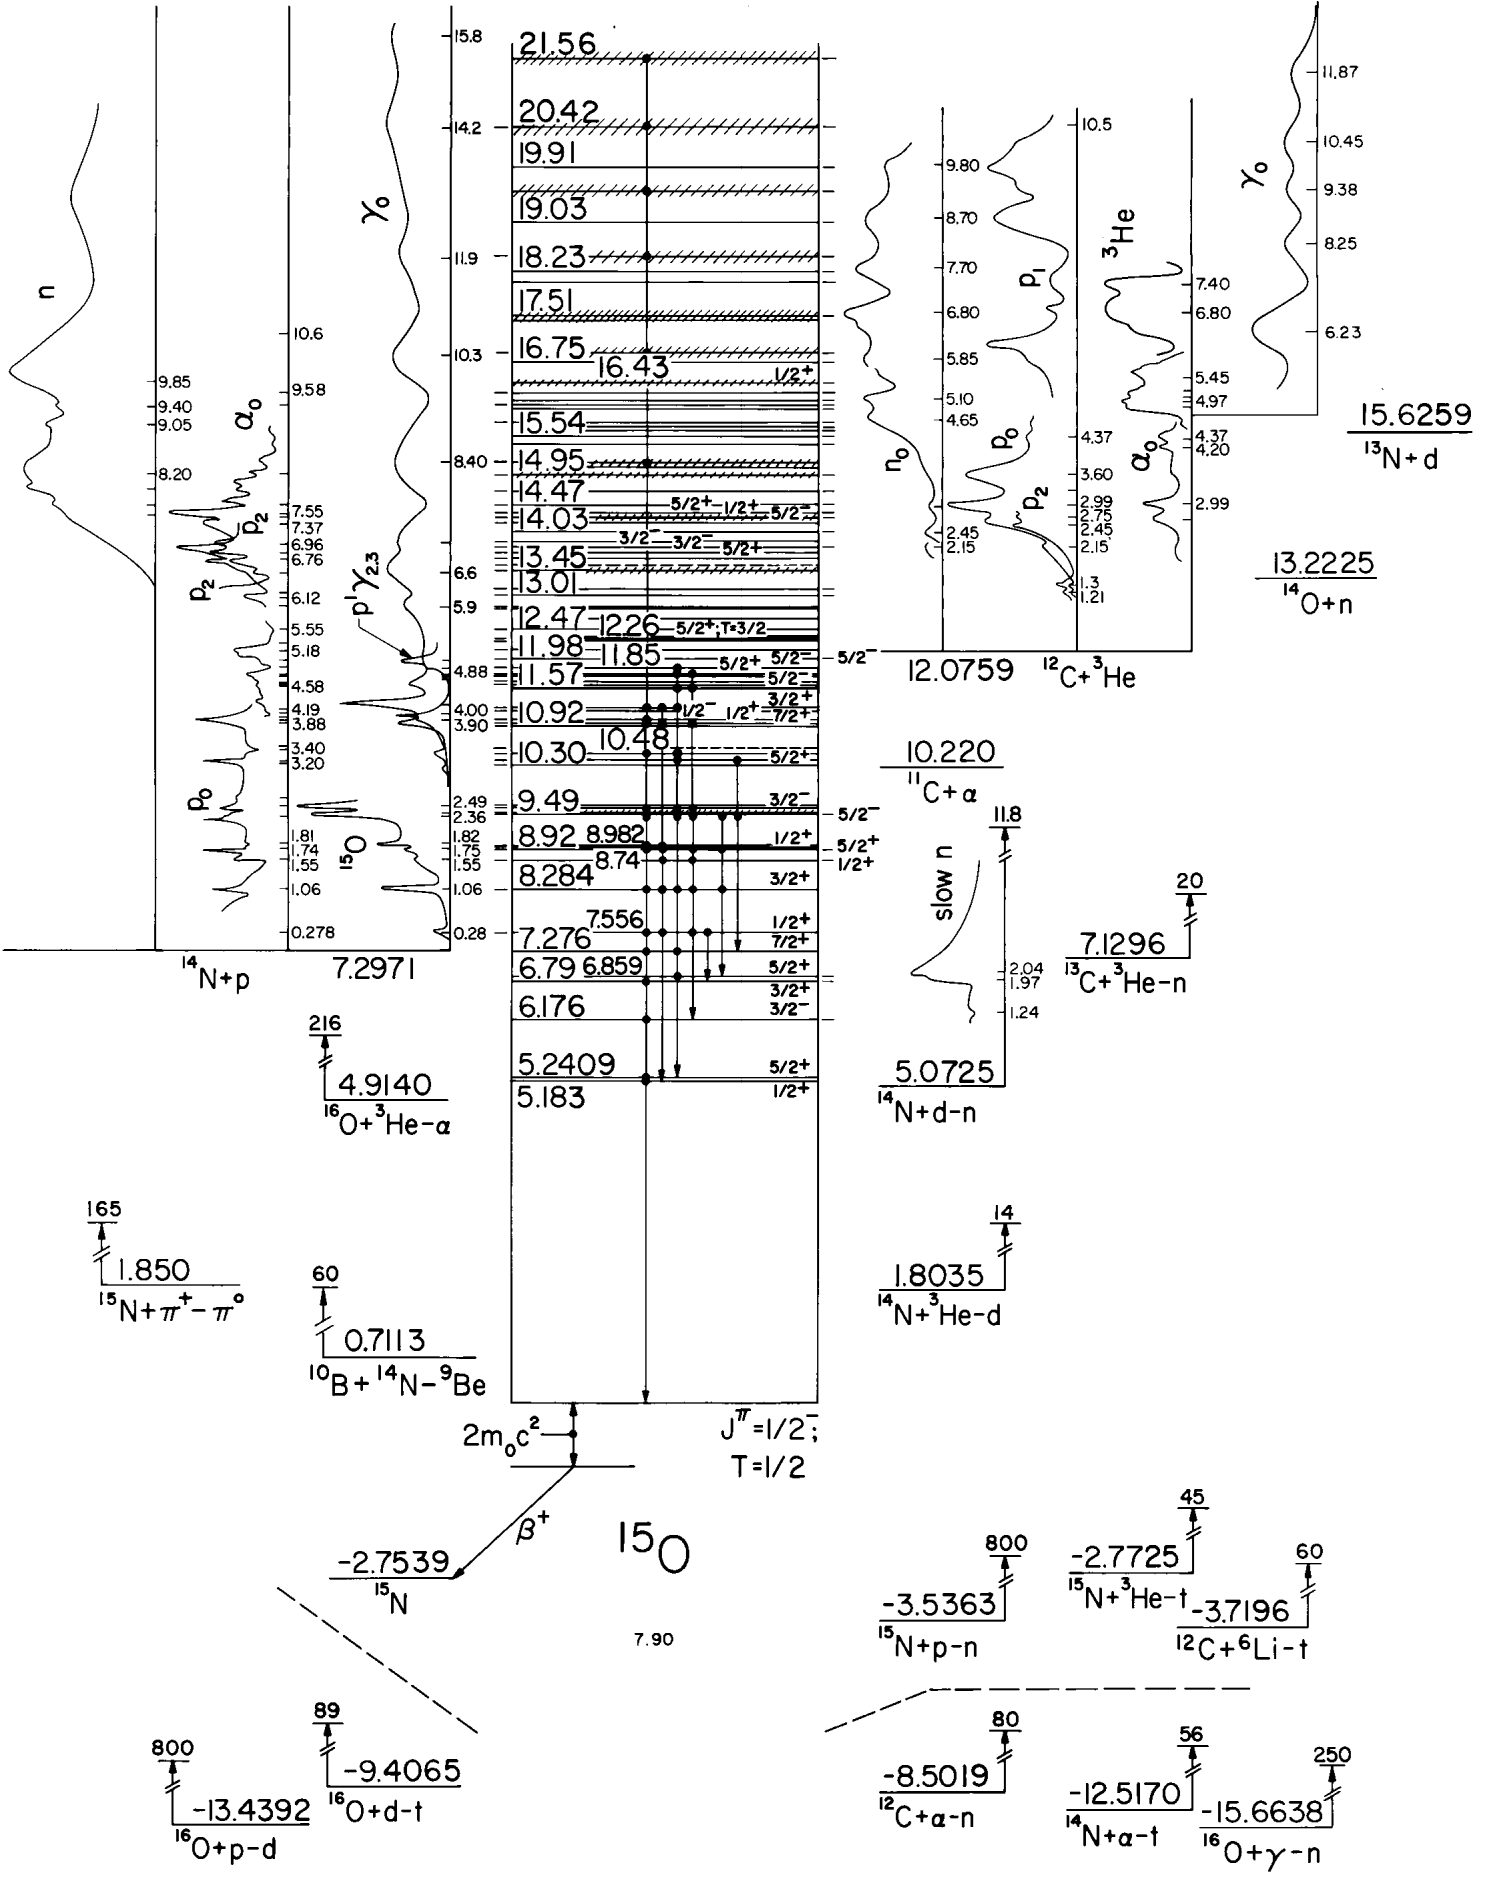 n
9.85
9.40
9.05
8.20
10.6
9.58
α₀
7.55
7.37
6.96
6.76
6.12
5.55
5.18
4.58
4.19
3.88
3.40
3.20
1.81
1.74
1.55
1.06
0.278
p₂
p₂
p₀
¹⁴N+p
7.2971
γ₀
p'γ₂.₃
¹⁵O
15.8
14.2
11.9
10.3
8.40
6.6
5.9
4.88
4.00
3.90
2.49
2.36
1.82
1.75
1.55
1.06
0.28
21.56
20.42
19.91
19.03
18.23
17.51
16.75
16.43
1/2⁺
15.54
14.95
14.47
5/2⁺ 1/2⁺ 5/2⁻
14.03
3/2⁻ 3/2⁻ 5/2⁺
13.45
13.01
12.47
12.26 5/2⁺;T=3/2
11.98
11.85 5/2⁺ 5/2⁻ 5/2⁻
11.57 5/2⁻
3/2⁺
10.92 1/2⁻ 1/2⁺ 7/2⁺
10.48
10.30 5/2⁺
9.49 3/2⁻
5/2⁻
8.92 8.982 1/2⁺ 5/2⁺
8.74 1/2⁺
8.284 3/2⁺
7.556 1/2⁺
7.276 7/2⁺
6.79 6.859 5/2⁺
3/2⁺
6.176 3/2⁻
5.2409 5/2⁺
5.183 1/2⁺
Jπ=1/2⁻;
T=1/2
2m₀c²
β⁺
¹⁵O
-2.7539
¹⁵N
7.90
n₀
9.80
8.70
7.70
6.80
5.85
5.10
4.65
2.45
2.15
12.0759
¹²C+³He
p₁
p₀
p₂
10.5
4.37
3.60
2.99
2.75
2.45
2.15
1.3
1.21
³He
α₀
7.40
6.80
5.45
4.97
4.37
4.20
2.99
γ₀
11.87
10.45
9.38
8.25
6.23
15.6259
¹³N+d
13.2225
¹⁴O+n
10.220
¹¹C+α
11.8
slow n
2.04
1.97
1.24
5.0725
¹⁴N+d-n
20
7.1296
¹³C+³He-n
216
4.9140
¹⁶O+³He-α
165
1.850
¹⁵N+π⁺-π⁰
60
0.7113
¹⁰B+¹⁴N-⁹Be
14
1.8035
¹⁴N+³He-d
800
-3.5363
¹⁵N+p-n
45
-2.7725
¹⁵N+³He-t
60
-3.7196
¹²C+⁶Li-t
800
-13.4392
¹⁶O+p-d
89
-9.4065
¹⁶O+d-t
80
-8.5019
¹²C+α-n
56
-12.5170
¹⁴N+α-t
250
-15.6638
¹⁶O+γ-n